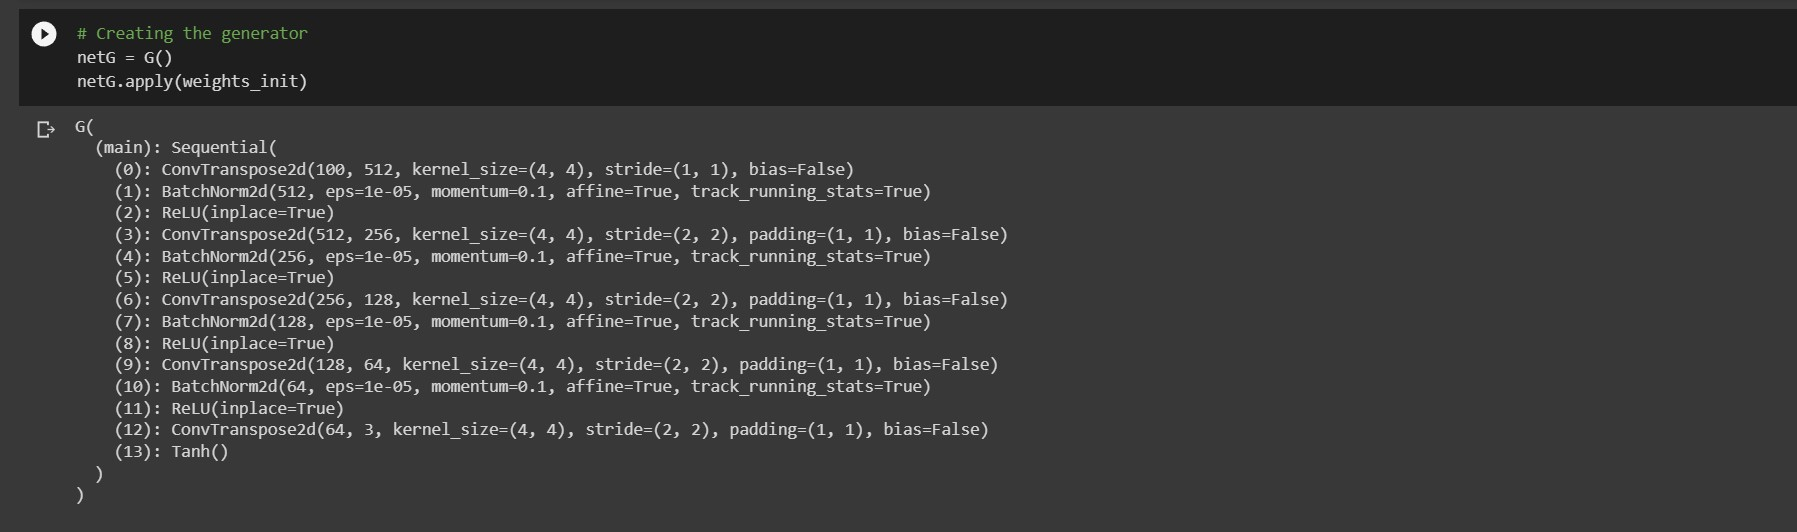 # Creating the generator
netG = G()
netG.apply(weights_init)
G(
  (main): Sequential(
    (0): ConvTranspose2d(100, 512, kernel_size=(4, 4), stride=(1, 1), bias=False)
    (1): BatchNorm2d(512, eps=1e-05, momentum=0.1, affine=True, track_running_stats=True)
    (2): ReLU(inplace=True)
    (3): ConvTranspose2d(512, 256, kernel_size=(4, 4), stride=(2, 2), padding=(1, 1), bias=False)
    (4): BatchNorm2d(256, eps=1e-05, momentum=0.1, affine=True, track_running_stats=True)
    (5): ReLU(inplace=True)
    (6): ConvTranspose2d(256, 128, kernel_size=(4, 4), stride=(2, 2), padding=(1, 1), bias=False)
    (7): BatchNorm2d(128, eps=1e-05, momentum=0.1, affine=True, track_running_stats=True)
    (8): ReLU(inplace=True)
    (9): ConvTranspose2d(128, 64, kernel_size=(4, 4), stride=(2, 2), padding=(1, 1), bias=False)
    (10): BatchNorm2d(64, eps=1e-05, momentum=0.1, affine=True, track_running_stats=True)
    (11): ReLU(inplace=True)
    (12): ConvTranspose2d(64, 3, kernel_size=(4, 4), stride=(2, 2), padding=(1, 1), bias=False)
    (13): Tanh()
  )
)